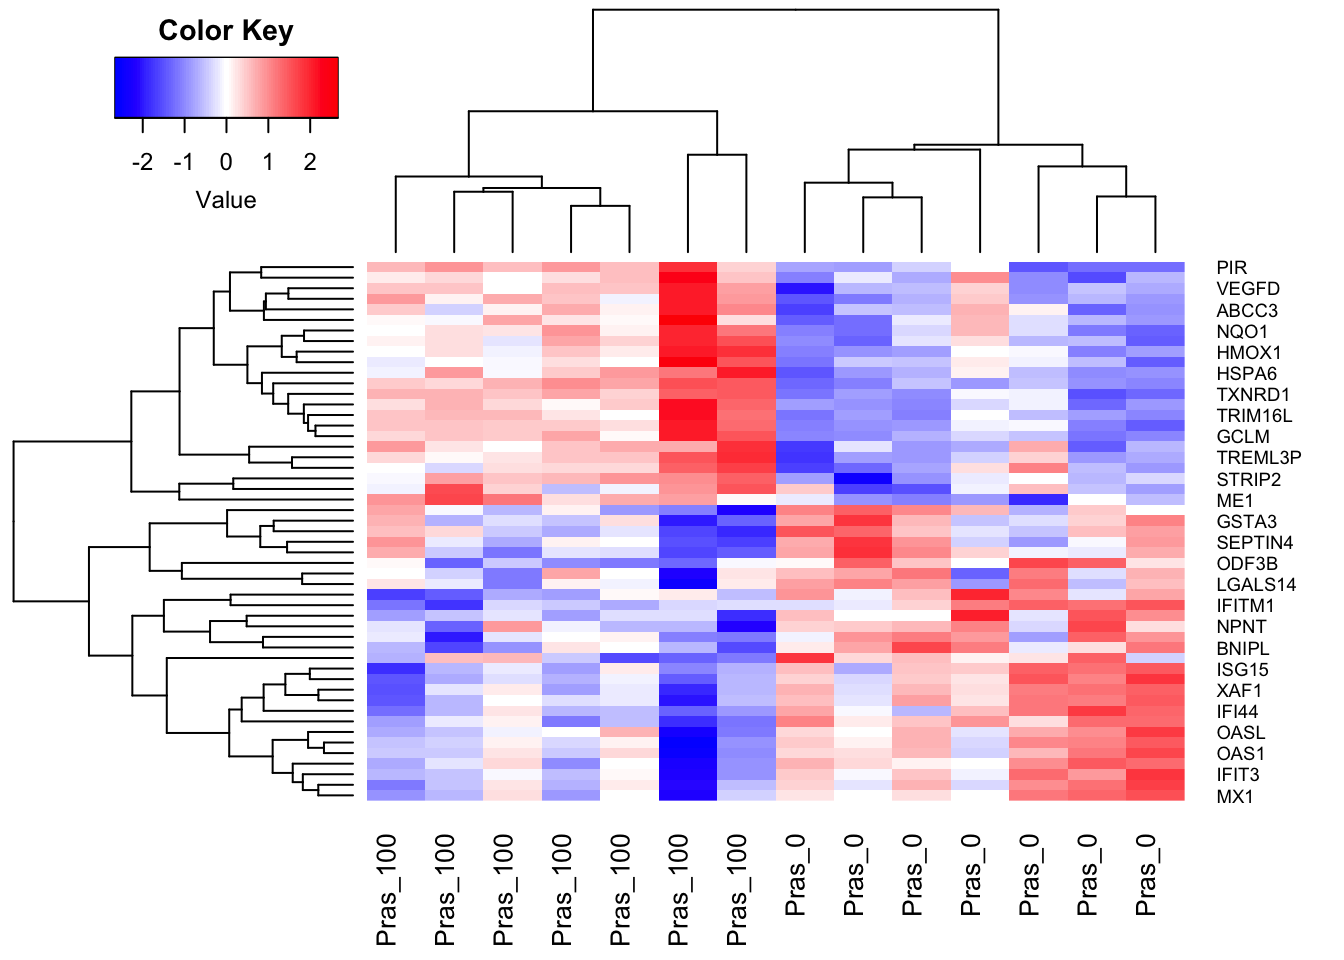 Color Key
-2 -1 0 1 2
Value
PIR
VEGFD
ABCC3
NQO1
HMOX1
HSPA6
TXNRD1
TRIM16L
GCLM
TREML3P
STRIP2
ME1
GSTA3
SEPTIN4
ODF3B
LGALS14
IFITM1
NPNT
BNIPL
ISG15
XAF1
IFI44
OASL
OAS1
IFIT3
MX1
Pras_100
Pras_100
Pras_100
Pras_100
Pras_100
Pras_100
Pras_100
Pras_0
Pras_0
Pras_0
Pras_0
Pras_0
Pras_0
Pras_0